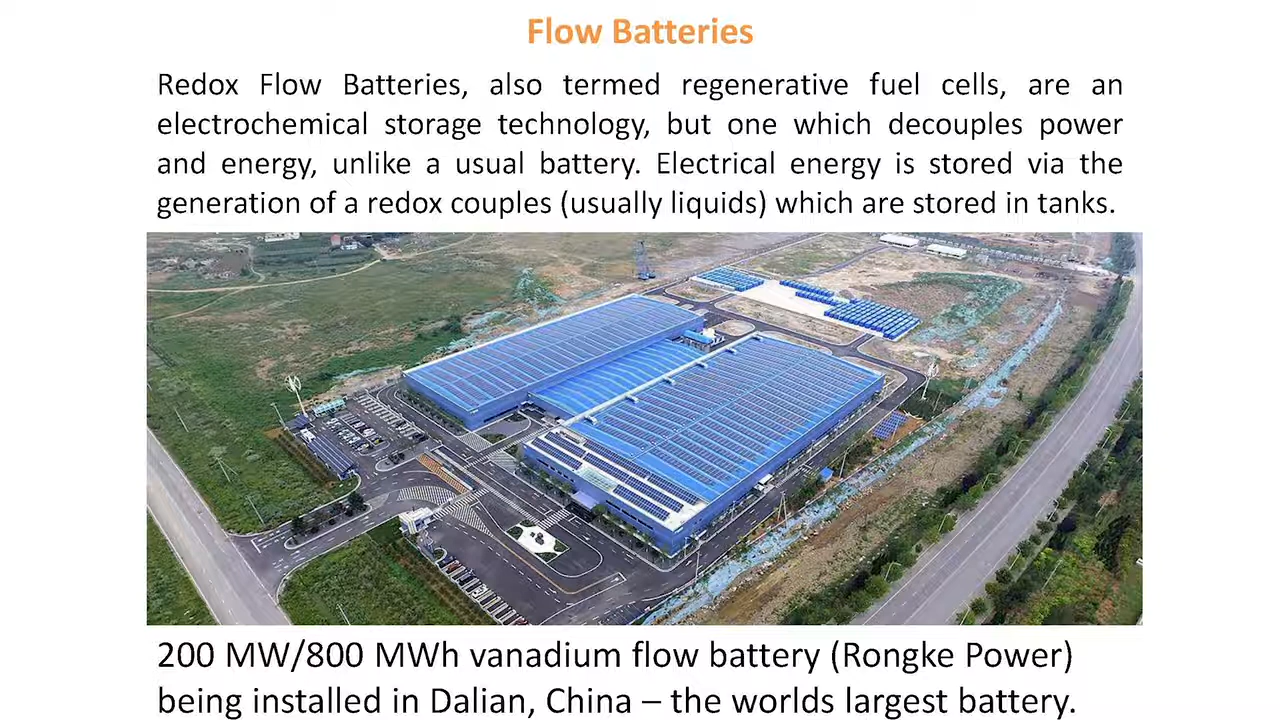 Flow Batteries
Redox Flow Batteries, also termed regenerative fuel cells, are an
electrochemical storage technology, but one which decouples power
and energy, unlike a usual battery. Electrical energy is stored via the
generation of a redox couples (usually liquids) which are stored in tanks.
200 MW/800 MWh vanadium flow battery (Rongke Power)
being installed in Dalian, China – the worlds largest battery.